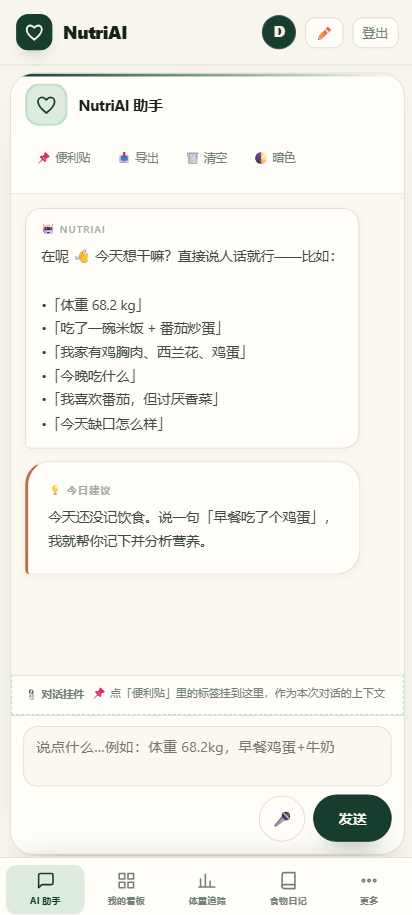 NutriAI
D
登出
NutriAI 助手
📌 便利贴
📥 导出
🗑️ 清空
🌓 暗色
🤖 NUTRIAI
在呢 👋 今天想干嘛？直接说人话就行——比如：
• 「体重 68.2 kg」
• 「吃了一碗米饭 + 番茄炒蛋」
• 「我家有鸡胸肉、西兰花、鸡蛋」
• 「今晚吃什么」
• 「我喜欢番茄，但讨厌香菜」
• 「今天缺口怎么样」
💡 今日建议
今天还没记饮食。说一句「早餐吃了个鸡蛋」，
我就帮你记下并分析营养。
对话挂件 📌 点「便利贴」里的标签挂到这里，作为本次对话的上下文
说点什么...例如：体重 68.2kg，早餐鸡蛋+牛奶
发送
AI 助手
我的看板
体重追踪
食物日记
更多